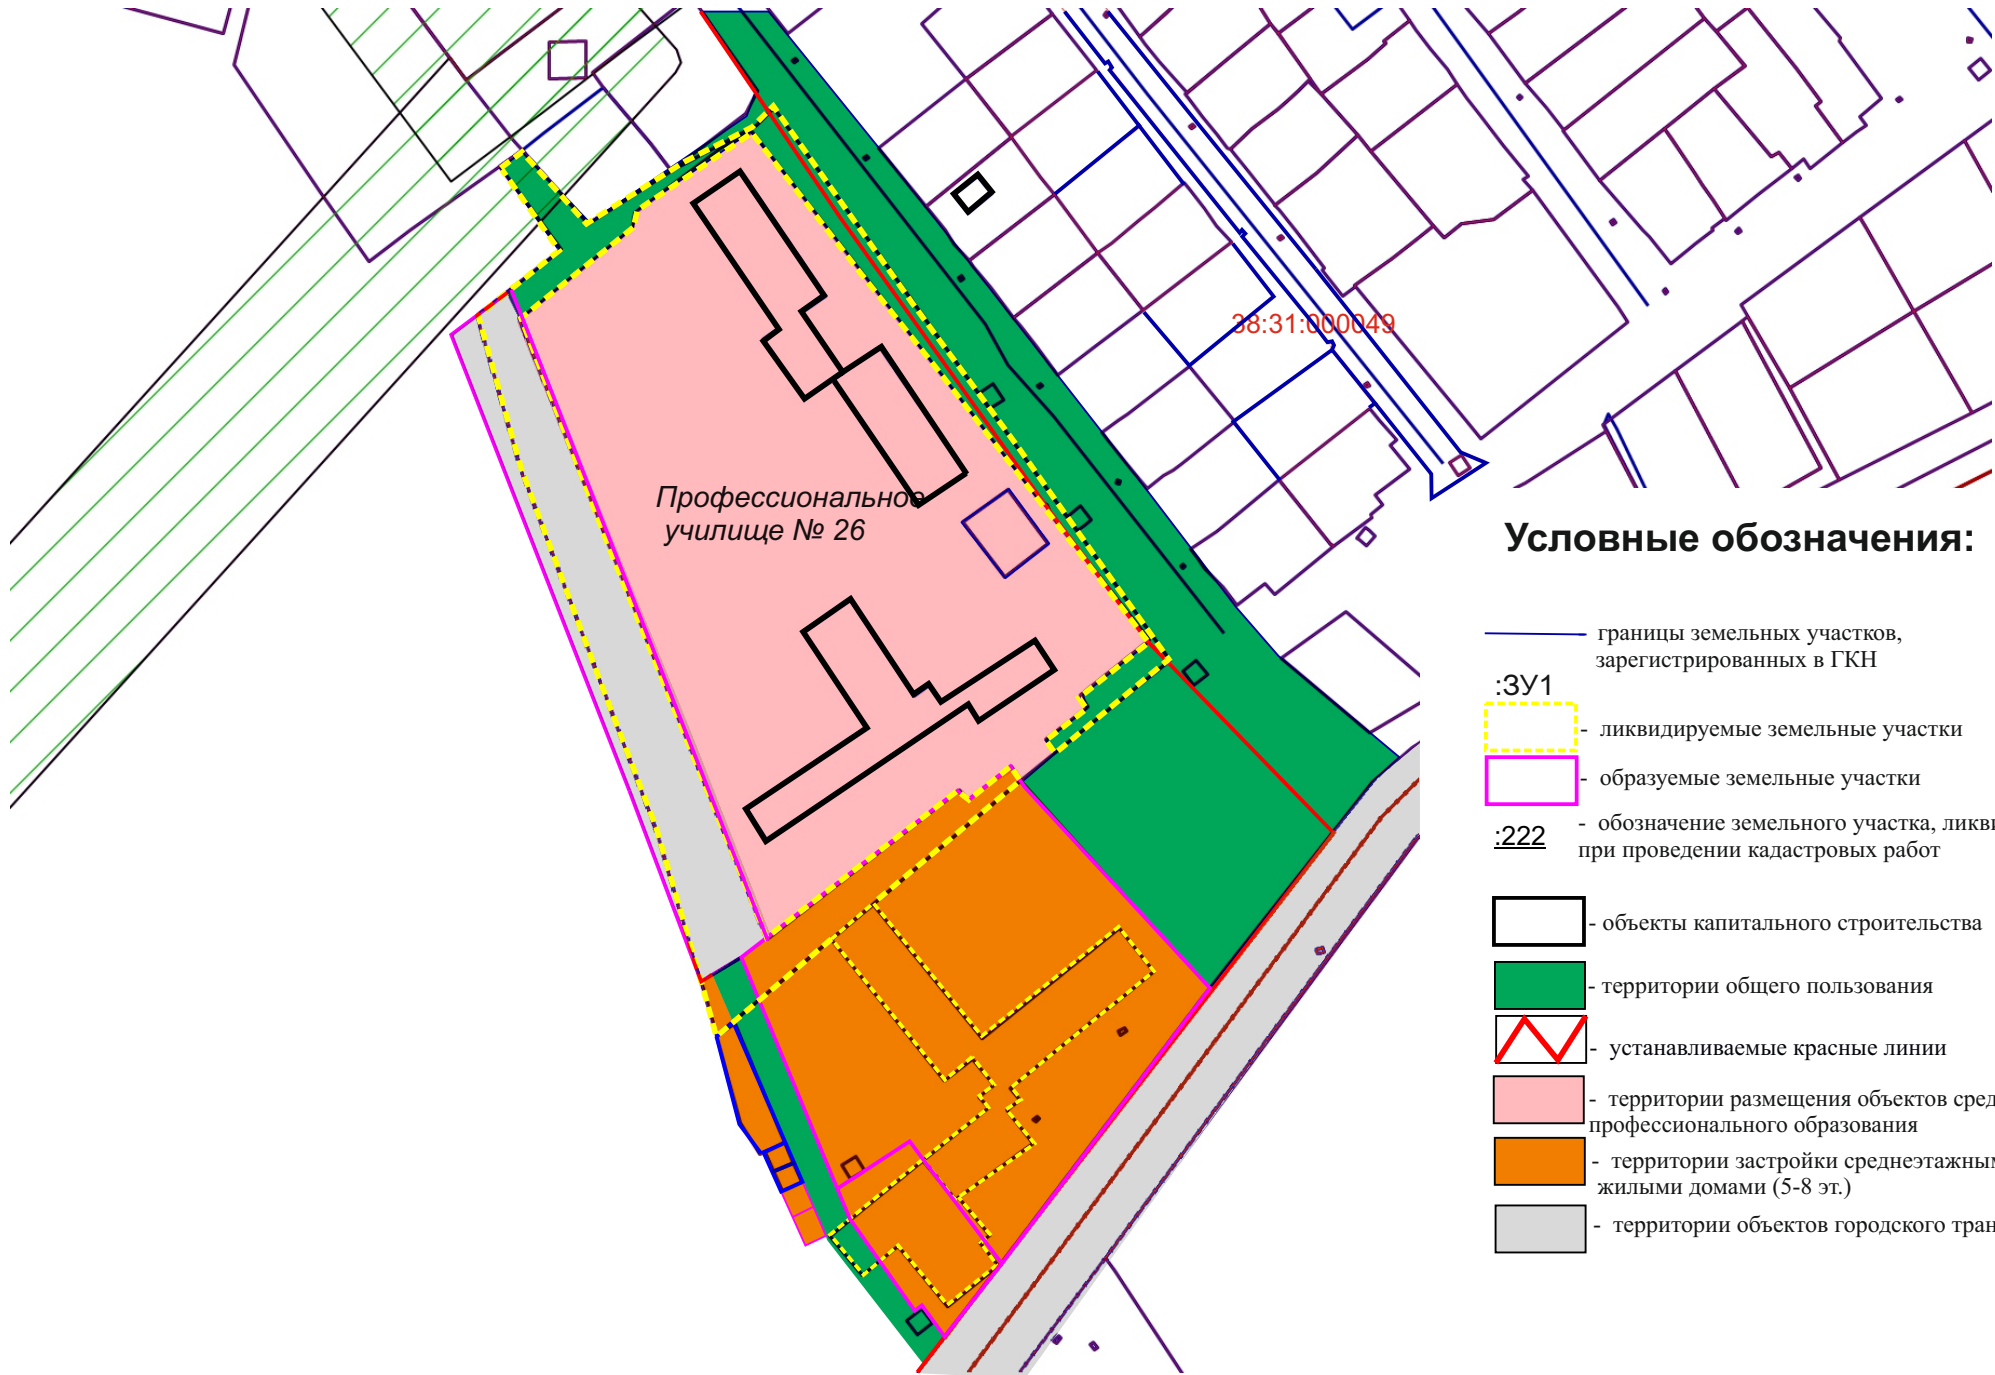 38:31:000049
Профессиональное
училище № 26
Условные обозначения:
границы земельных участков,
зарегистрированных в ГКН
:ЗУ1
- ликвидируемые земельные участки
- образуемые земельные участки
:222
- обозначение земельного участка, ликви
при проведении кадастровых работ
- объекты капитального строительства
- территории общего пользования
- устанавливаемые красные линии
- территории размещения объектов сред
профессионального образования
- территории застройки среднеэтажным
жилыми домами (5-8 эт.)
- территории объектов городского тран